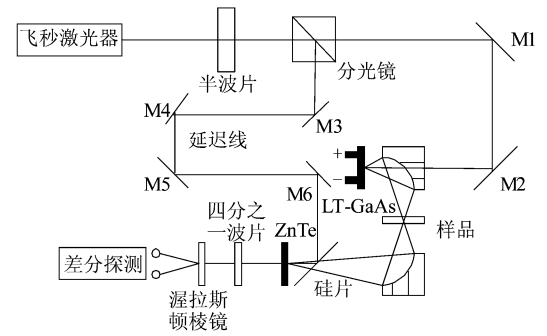 飞秒激光器
M1
半波片
分光镜
M4
M3
延迟线
+
−
M5
M6
M2
LT-GaAs
四分之
一波片
ZnTe
样品
差分探测
渥拉斯
顿棱镜
硅片